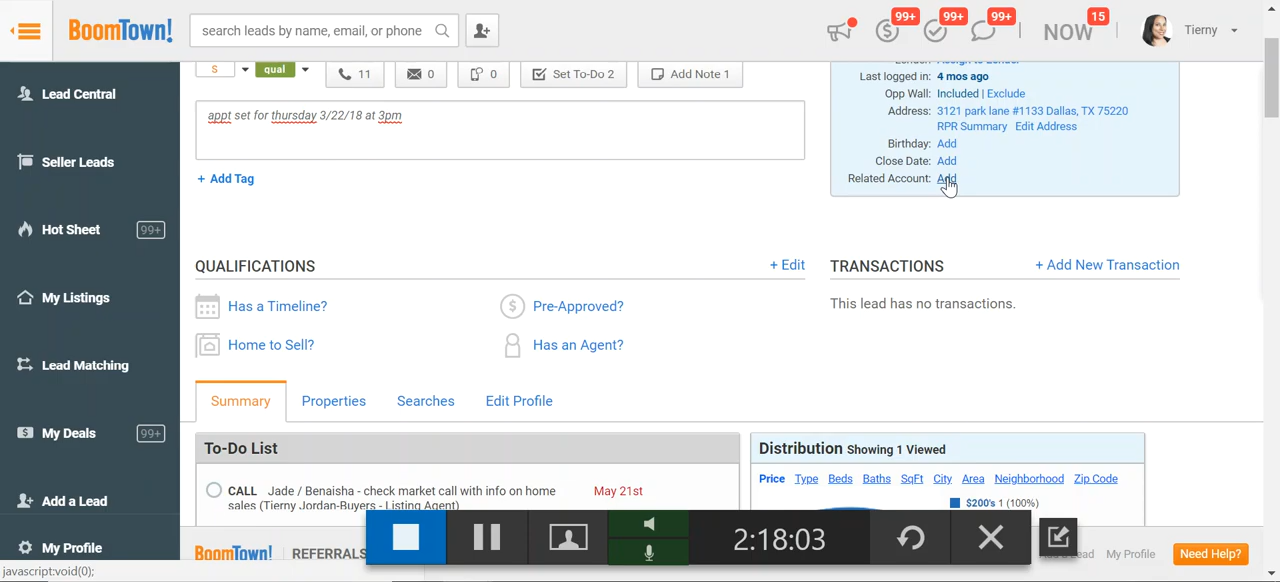 BoomTown!
search leads by name, email, or phone
99+
99+
99+
NOW
15
Tierny
Lead Central
Seller Leads
Hot Sheet 99+
My Listings
Lead Matching
My Deals 99+
Add a Lead
My Profile
S
qual
11
0
0
Set To-Do 2
Add Note 1
appt set for thursday 3/22/18 at 3pm
+ Add Tag
Last logged in: 4 mos ago
Opp Wall: Included | Exclude
Address: 3121 park lane #1133 Dallas, TX 75220
RPR Summary Edit Address
Birthday: Add
Close Date: Add
Related Account: Add
QUALIFICATIONS
+ Edit
Has a Timeline?
Pre-Approved?
Home to Sell?
Has an Agent?
TRANSACTIONS
+ Add New Transaction
This lead has no transactions.
Summary
Properties
Searches
Edit Profile
To-Do List
CALL Jade / Benaisha - check market call with info on home
sales (Tierny Jordan-Buyers - Listing Agent)
May 21st
Distribution Showing 1 Viewed
Price Type Beds Baths SqFt City Area Neighborhood Zip Code
$200's 1 (100%)
BoomTown!
REFERRALS
2:18:03
Lead
My Profile
Need Help?
javascript:void(0);